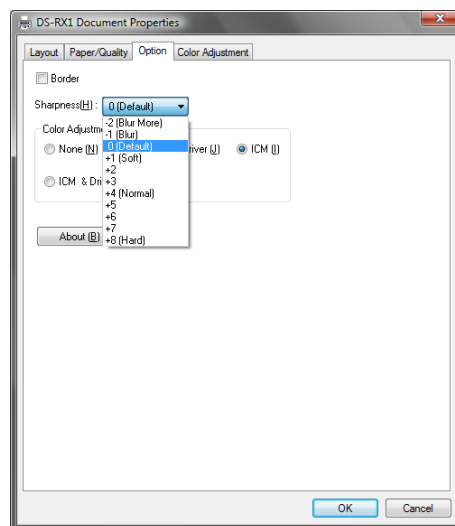 DS-RX1 Document Properties
Layout Paper/Quality Option Color Adjustment
Border
Sharpness(H) : 0 (Default)
-2 (Blur More)
-1 (Blur)
0 (Default)
+1 (Soft)
+2
+3
+4 (Normal)
+5
+6
+7
+8 (Hard)
Color Adjustm
None (N) river (J) ICM (I)
ICM & Dri
About (B)
OK Cancel